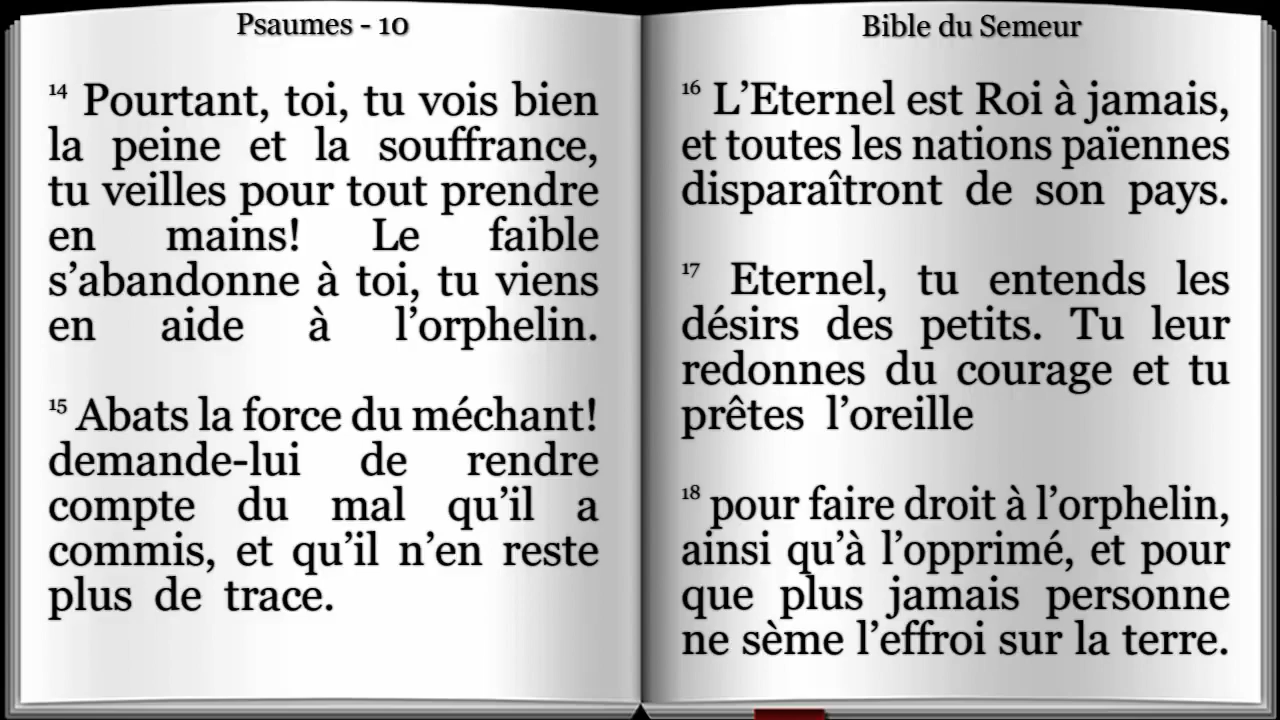 Psaumes - 10
14 Pourtant, toi, tu vois bien
la peine et la souffrance,
tu veilles pour tout prendre
en mains! Le faible
s’abandonne à toi, tu viens
en aide à l’orphelin.
15 Abats la force du méchant!
demande-lui de rendre
compte du mal qu’il a
commis, et qu’il n’en reste
plus de trace.
Bible du Semeur
16 L’Eternel est Roi à jamais,
et toutes les nations païennes
disparaîtront de son pays.
17 Eternel, tu entends les
désirs des petits. Tu leur
redonnes du courage et tu
prêtes l’oreille
18 pour faire droit à l’orphelin,
ainsi qu’à l’opprimé, et pour
que plus jamais personne
ne sème l’effroi sur la terre.